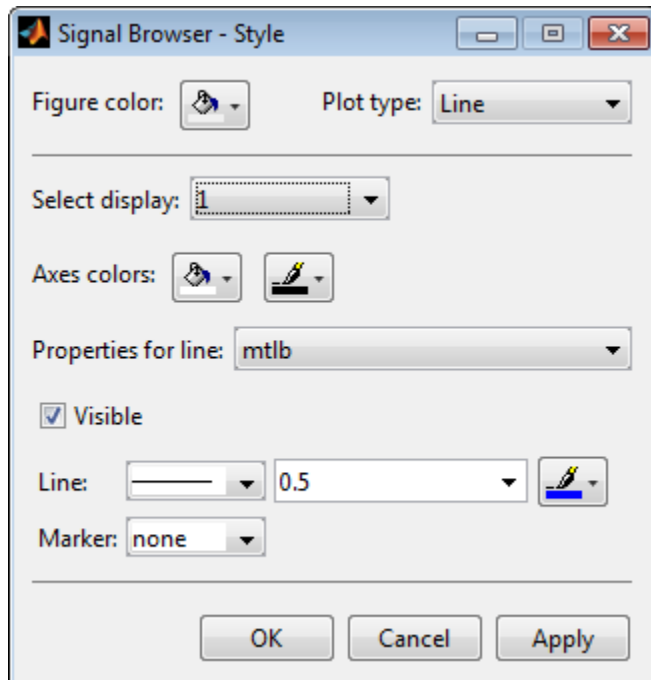 Signal Browser - Style
Figure color: Plot type: Line
Select display: 1
Axes colors:
Properties for line: mtlb
Visible
Line: 0.5
Marker: none
OK Cancel Apply